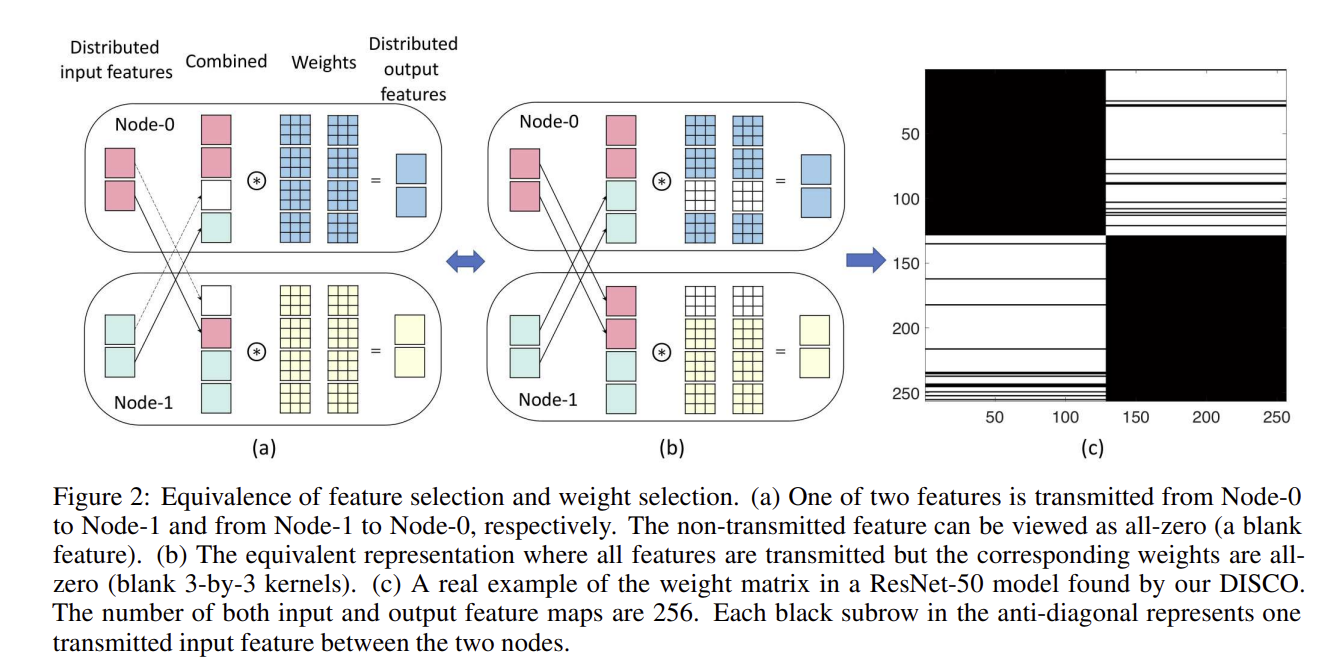 Distributed
input features
Combined
Weights
Distributed
output
features
Node-0
=
Node-1
=
(a)
Node-0
=
Node-1
=
(b)
50
100
150
200
250
50
100
150
200
250
(c)
Figure 2: Equivalence of feature selection and weight selection. (a) One of two features is transmitted from Node-0
to Node-1 and from Node-1 to Node-0, respectively. The non-transmitted feature can be viewed as all-zero (a blank
feature). (b) The equivalent representation where all features are transmitted but the corresponding weights are all-
zero (blank 3-by-3 kernels). (c) A real example of the weight matrix in a ResNet-50 model found by our DISCO.
The number of both input and output feature maps are 256. Each black subrow in the anti-diagonal represents one
transmitted input feature between the two nodes.